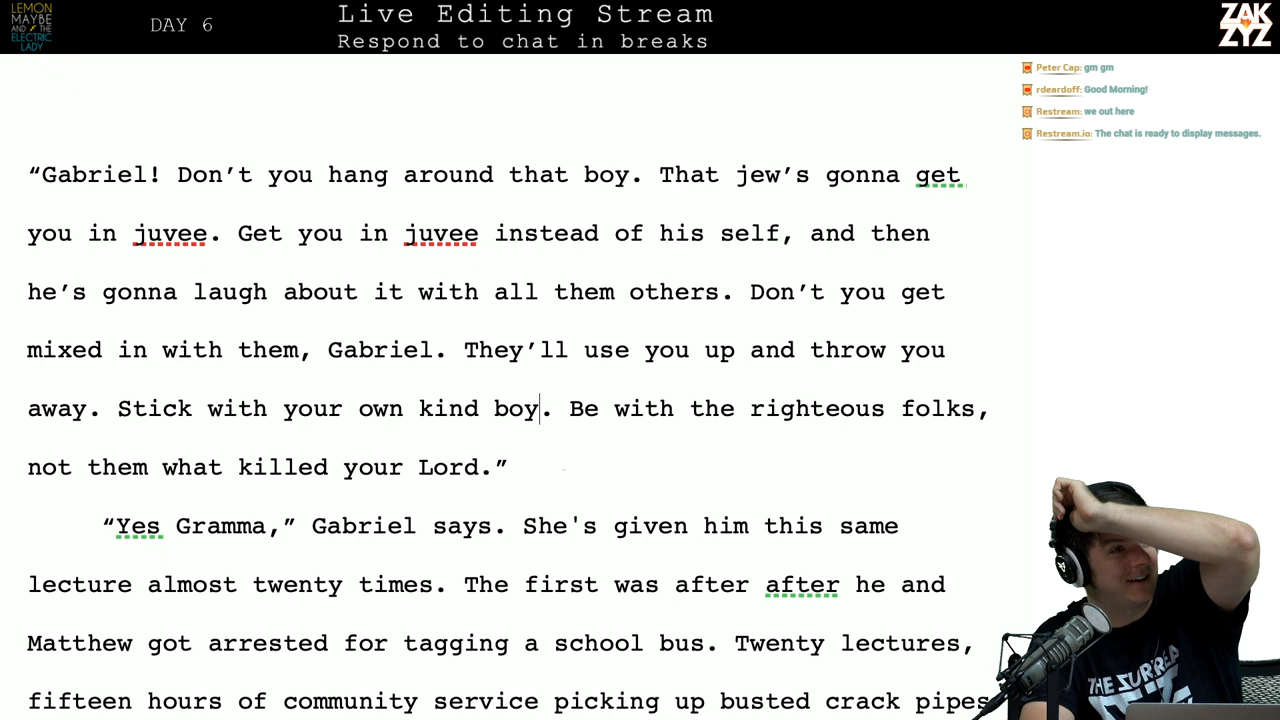 LEMON
MAYBE
AND THE
ELECTRIC
LADY
DAY 6
Live Editing Stream
Respond to chat in breaks
ZAK
ZYZ
Peter Cap: gm gm
rdeardoff: Good Morning!
Restream: we out here
Restream.io: The chat is ready to display messages.
“Gabriel! Don’t you hang around that boy. That jew’s gonna get
you in juvee. Get you in juvee instead of his self, and then
he’s gonna laugh about it with all them others. Don’t you get
mixed in with them, Gabriel. They’ll use you up and throw you
away. Stick with your own kind boy. Be with the righteous folks,
not them what killed your Lord.”
“Yes Gramma,” Gabriel says. She's given him this same
lecture almost twenty times. The first was after after he and
Matthew got arrested for tagging a school bus. Twenty lectures,
fifteen hours of community service picking up busted crack pipes
THE SURREA